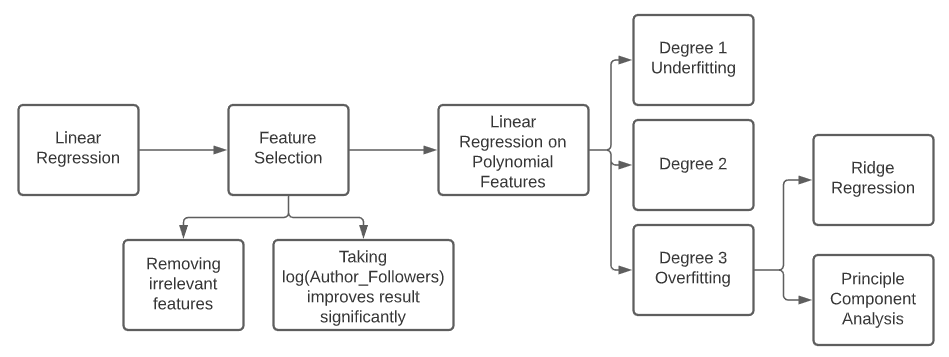 Linear
Regression
Feature
Selection
Removing
irrelevant
features
Taking
log(Author_Followers)
improves result
significantly
Linear
Regression on
Polynomial
Features
Degree 1
Underfitting
Degree 2
Degree 3
Overfitting
Ridge
Regression
Principle
Component
Analysis